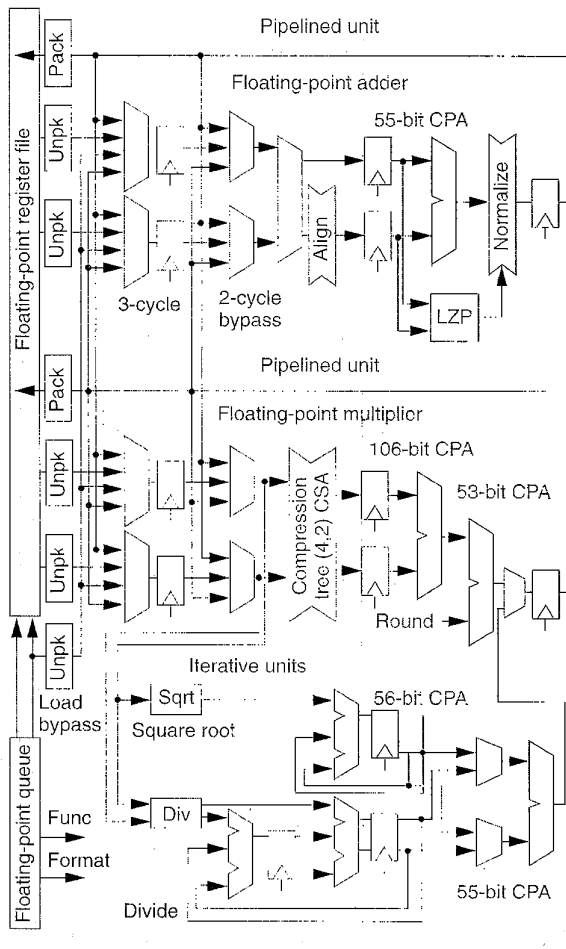 Pipelined unit
Pack
Floating-point adder
Unpk
55-bit CPA
Floating-point register file
Unpk
Align
Normalize
3-cycle
2-cycle
bypass
LZP
Pipelined unit
Pack
Floating-point multiplier
Unpk
106-bit CPA
53-bit CPA
Compression
tree (4,2) CSA
Unpk
Round
Unpk
Iterative units
Load
bypass
Sqrt
Square root
56-bit CPA
Floating-point queue
Func
Div
Format
Divide
55-bit CPA